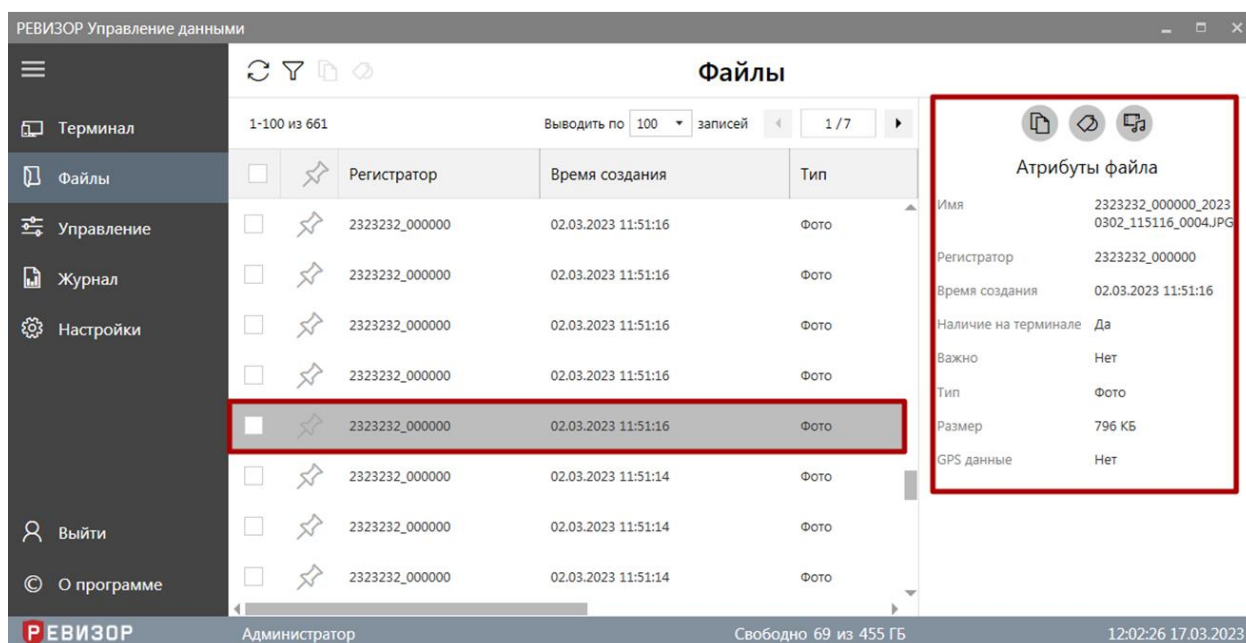 РЕВИЗОР Управление данными
Файлы
Терминал
Файлы
Управление
Журнал
Настройки
Выйти
© О программе
1-100 из 661
Выводить по 100 записей 1/7
Регистратор Время создания Тип
2323232_000000 02.03.2023 11:51:16 Фото
2323232_000000 02.03.2023 11:51:16 Фото
2323232_000000 02.03.2023 11:51:16 Фото
2323232_000000 02.03.2023 11:51:16 Фото
2323232_000000 02.03.2023 11:51:16 Фото
2323232_000000 02.03.2023 11:51:14 Фото
2323232_000000 02.03.2023 11:51:14 Фото
2323232_000000 02.03.2023 11:51:14 Фото
Атрибуты файла
Имя 2323232_000000_2023
0302_115116_0004.JPG
Регистратор 2323232_000000
Время создания 02.03.2023 11:51:16
Наличие на терминале Да
Важно Нет
Тип Фото
Размер 796 КБ
GPS данные Нет
РЕВИЗОР Администратор Свободно 69 из 455 ГБ 12:02:26 17.03.2023